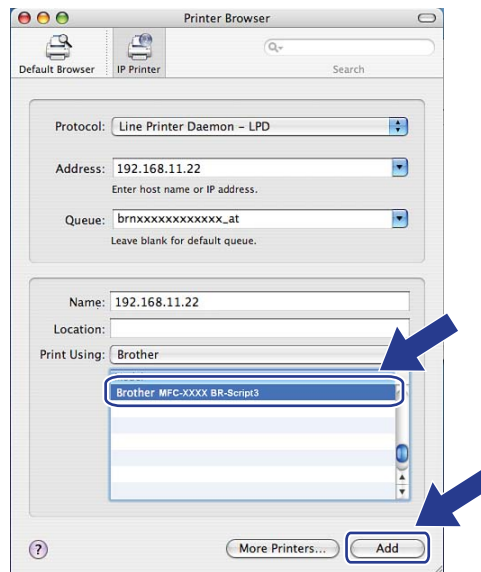 Printer Browser
Default Browser
IP Printer
Search
Protocol: Line Printer Daemon – LPD
Address: 192.168.11.22
Enter host name or IP address.
Queue: brnxxxxxxxxxxxx_at
Leave blank for default queue.
Name: 192.168.11.22
Location:
Print Using: Brother
Brother MFC-XXXX BR-Script3
? More Printers... Add